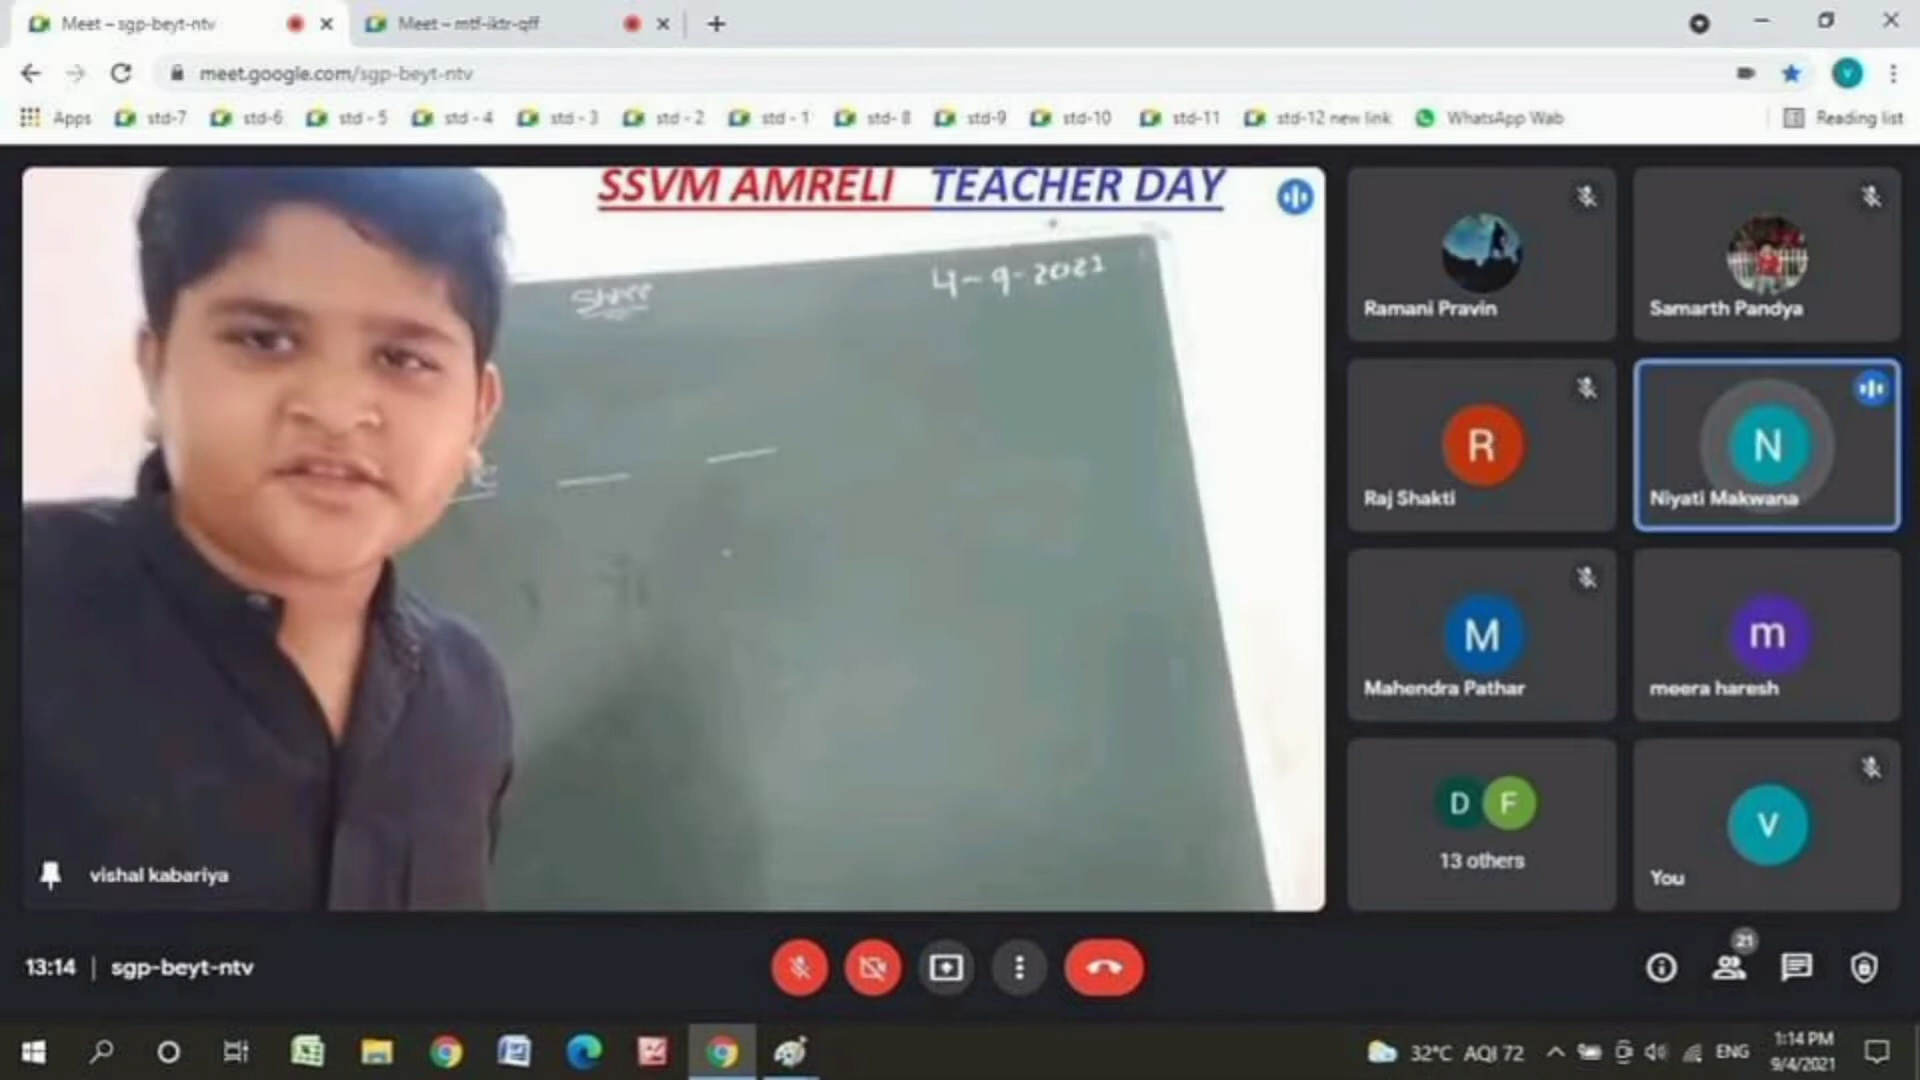 Meet – sgp-beyt-ntv
Meet – mtf-iktr-qff
meet.google.com/sgp-beyt-ntv
Apps std-7 std-6 std - 5 std - 4 std - 3 std - 2 std - 1 std- 8 std-9 std-10 std-11 std-12 new link WhatsApp Wab Reading list
SSVM AMRELI TEACHER DAY
Shree
4-9-2021
vishal kabariya
Ramani Pravin
Samarth Pandya
R
Raj Shakti
N
Niyati Makwana
M
Mahendra Pathar
m
meera haresh
D F
13 others
V
You
13:14 | sgp-beyt-ntv
21
32°C AQI 72
ENG
1:14 PM
9/4/2021